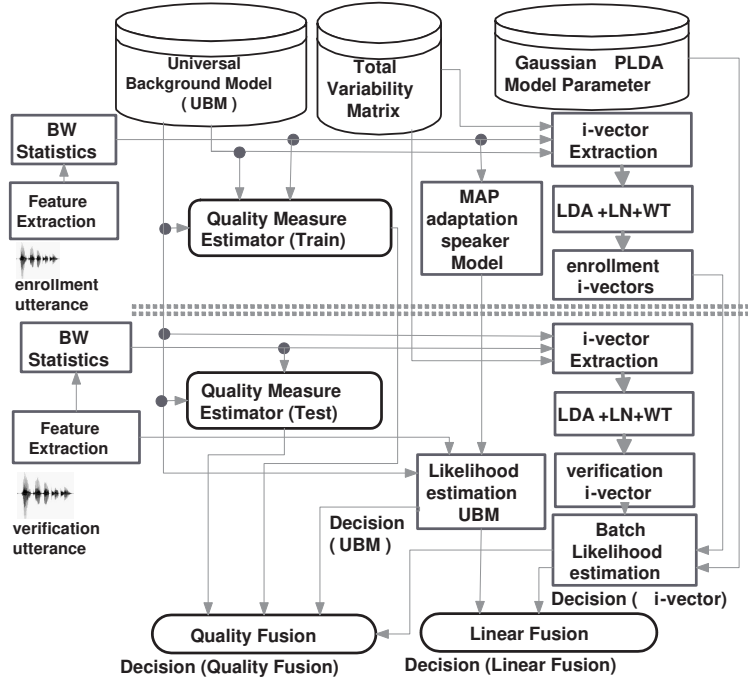 Universal
Background Model
( UBM )
Total
Variability
Matrix
Gaussian PLDA
Model Parameter
BW
Statistics
i-vector
Extraction
Feature
Extraction
Quality Measure
Estimator (Train)
MAP
adaptation
speaker
Model
LDA +LN+WT
enrollment
i-vectors
enrollment
utterance
BW
Statistics
i-vector
Extraction
Quality Measure
Estimator (Test)
LDA +LN+WT
Feature
Extraction
Likelihood
estimation
UBM
verification
i-vector
verification
utterance
Decision
( UBM )
Batch
Likelihood
estimation
Decision ( i-vector)
Quality Fusion
Linear Fusion
Decision (Quality Fusion)
Decision (Linear Fusion)